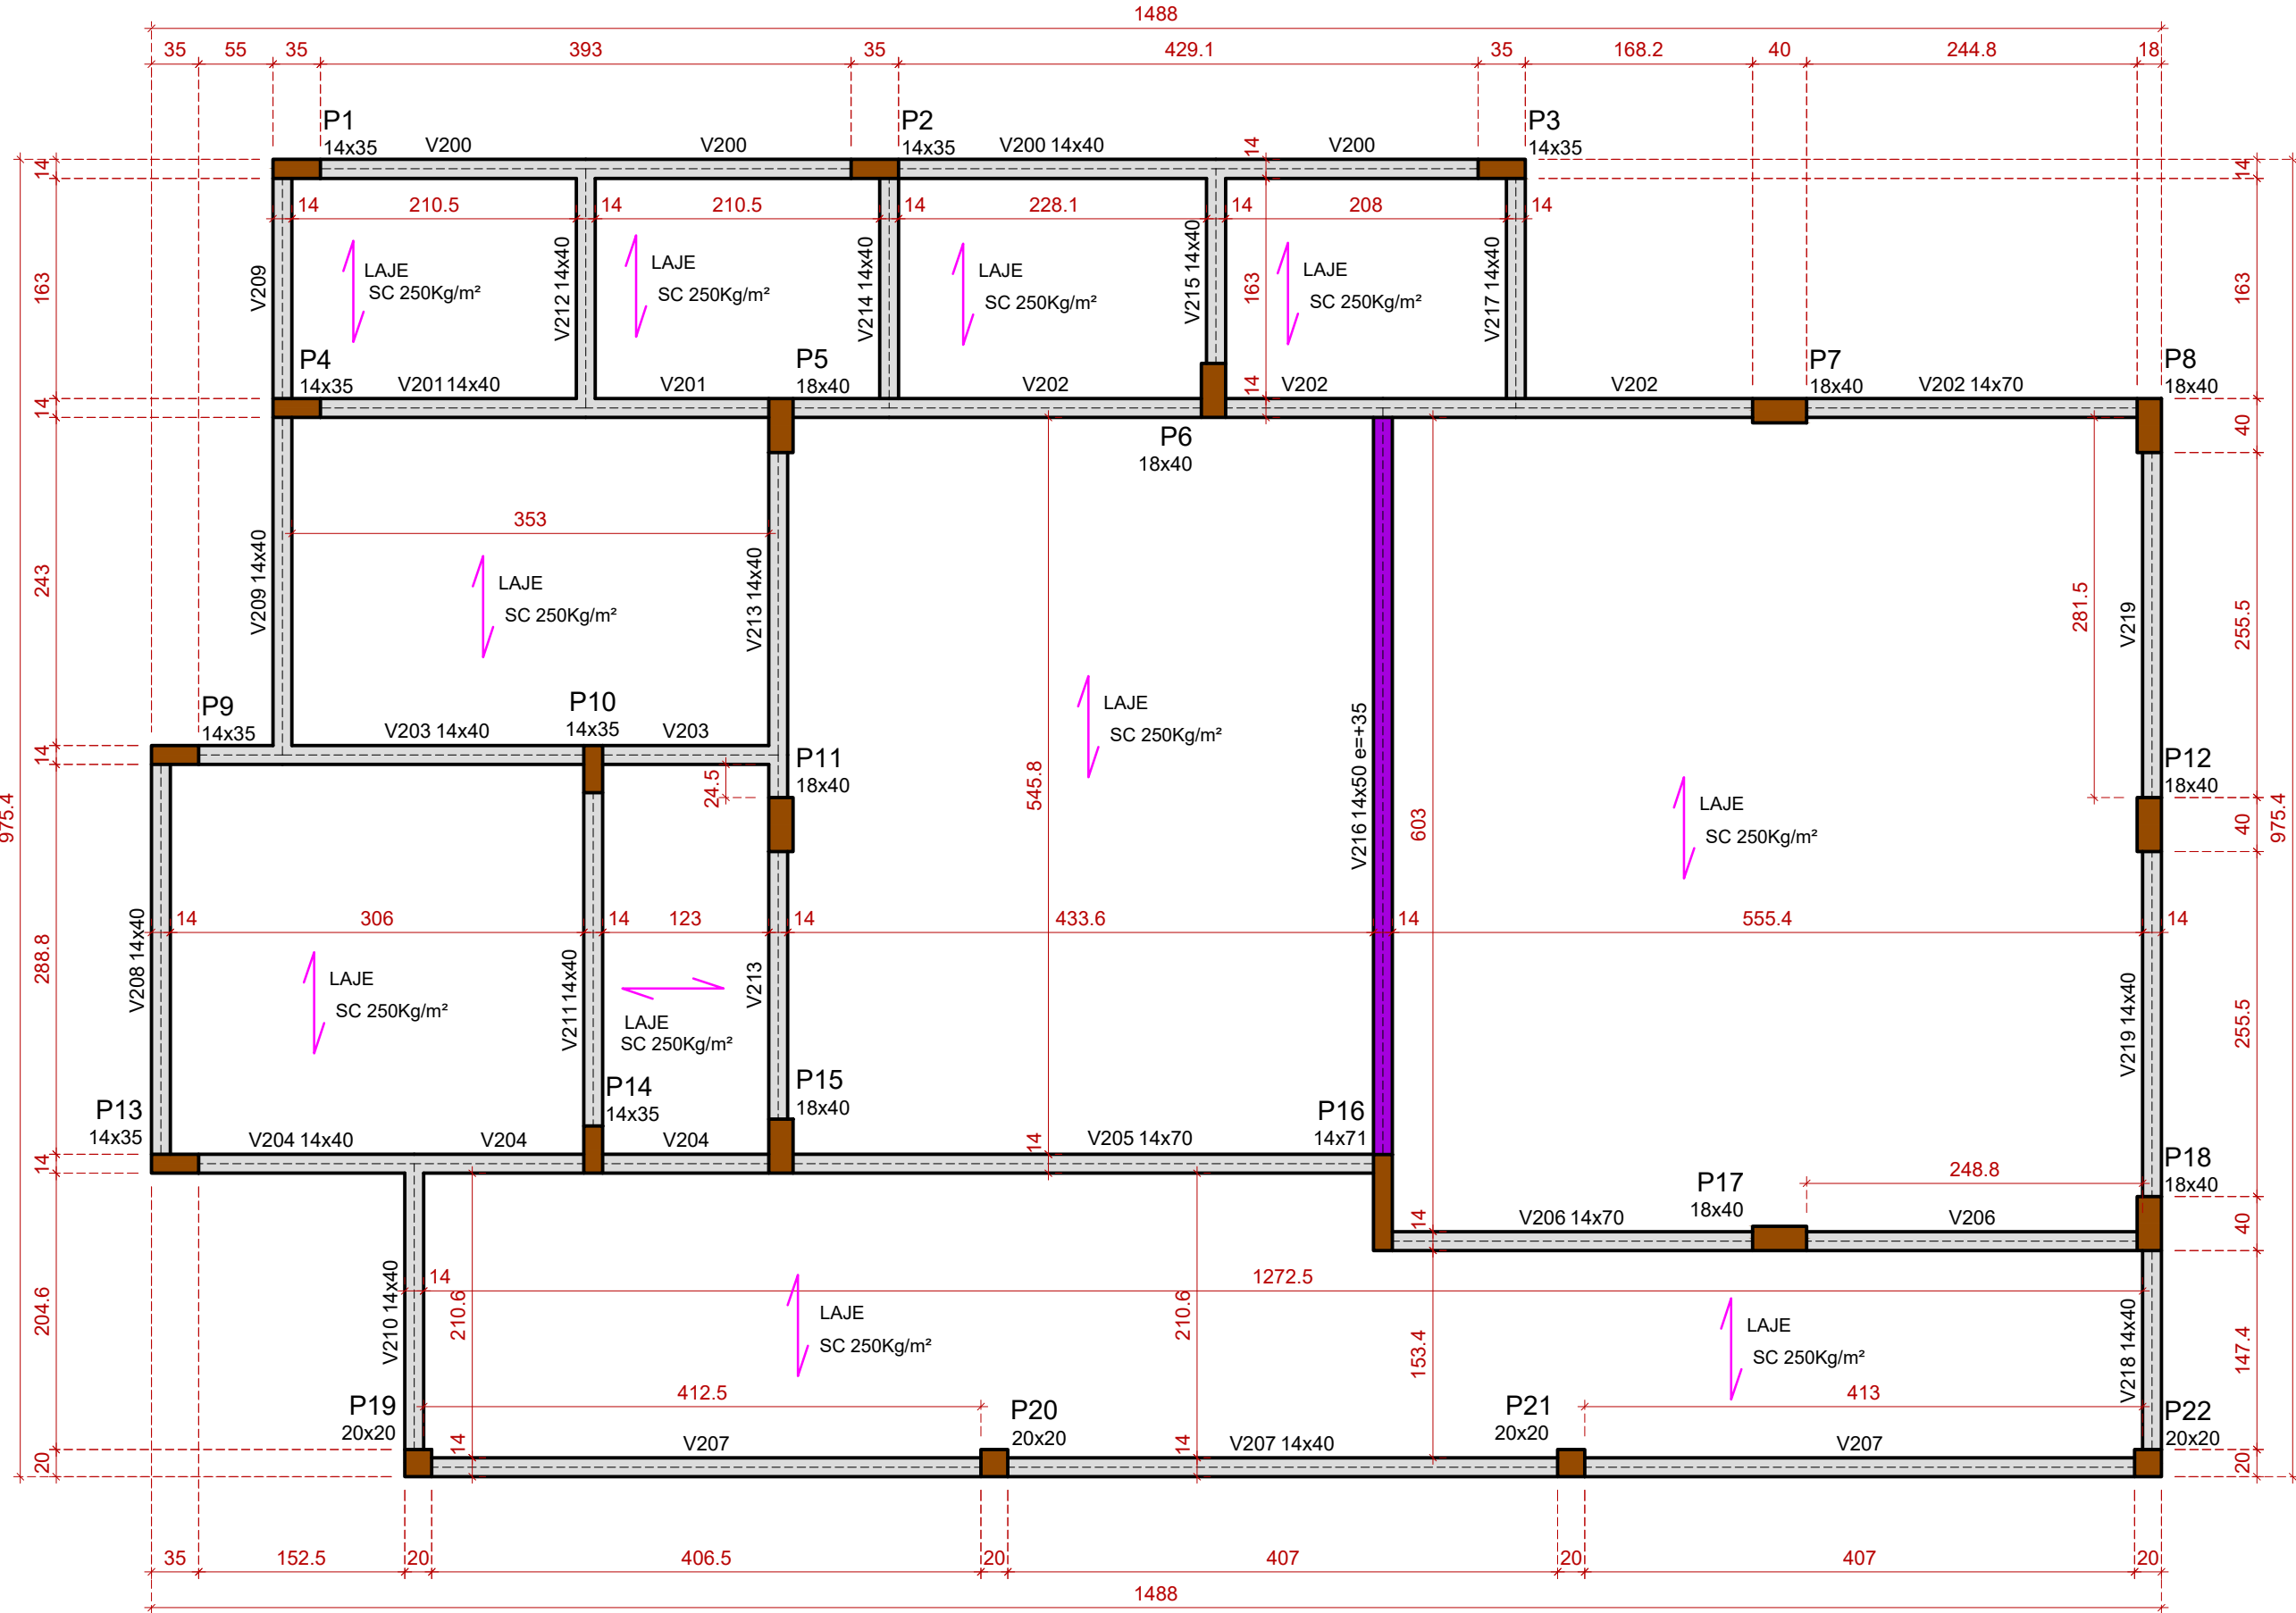 1488
35 55 35 393 35 429.1 35 168.2 40 244.8 18
P1 P2 P3
14x35 V200 V200 14x35 V200 14x40 14 V200 14x35
14 14
14 210.5 14 210.5 14 228.1 14 208 14
V209 V212 14x40 V214 14x40 V215 14x40 V217 14x40
LAJE
SC 250Kg/m²
LAJE
SC 250Kg/m²
LAJE
SC 250Kg/m²
LAJE
SC 250Kg/m²
163 163 163
P4 P5 P7 P8
14x35 V201 14x40 V201 18x40 V202 14 V202 V202 18x40 V202 14x70 18x40
14 40
P6
18x40
353
243 V209 14x40 V213 14x40 281.5 V219 255.5
LAJE
SC 250Kg/m²
P9 P10
14x35 V203 14x40 14x35 V203
14 24.5
LAJE
SC 250Kg/m²
V216 14x50 e=+35
P11 P12
18x40 18x40
545.8 603
LAJE
SC 250Kg/m²
40
975.4 975.4
14 306 14 123 14 433.6 14 555.4 14
288.8 V208 14x40 V211 14x40 V213 V219 14x40 255.5
LAJE
SC 250Kg/m²
LAJE
SC 250Kg/m²
P13 P14 P15 P16
14x35 14x35 18x40 14x71
V204 14x40 V204 V204 14 V205 14x70
14
P17 248.8 P18
18x40 18x40
14 V206 14x70 V206 40
14 1272.5
204.6 V210 14x40 210.6 210.6 153.4 V218 14x40 147.4
LAJE
SC 250Kg/m²
LAJE
SC 250Kg/m²
412.5 413
P19 P20 P21 P22
20x20 20x20 20x20 20x20
20 14 V207 14 V207 14x40 V207 20
35 152.5 20 406.5 20 407 20 407 20
1488